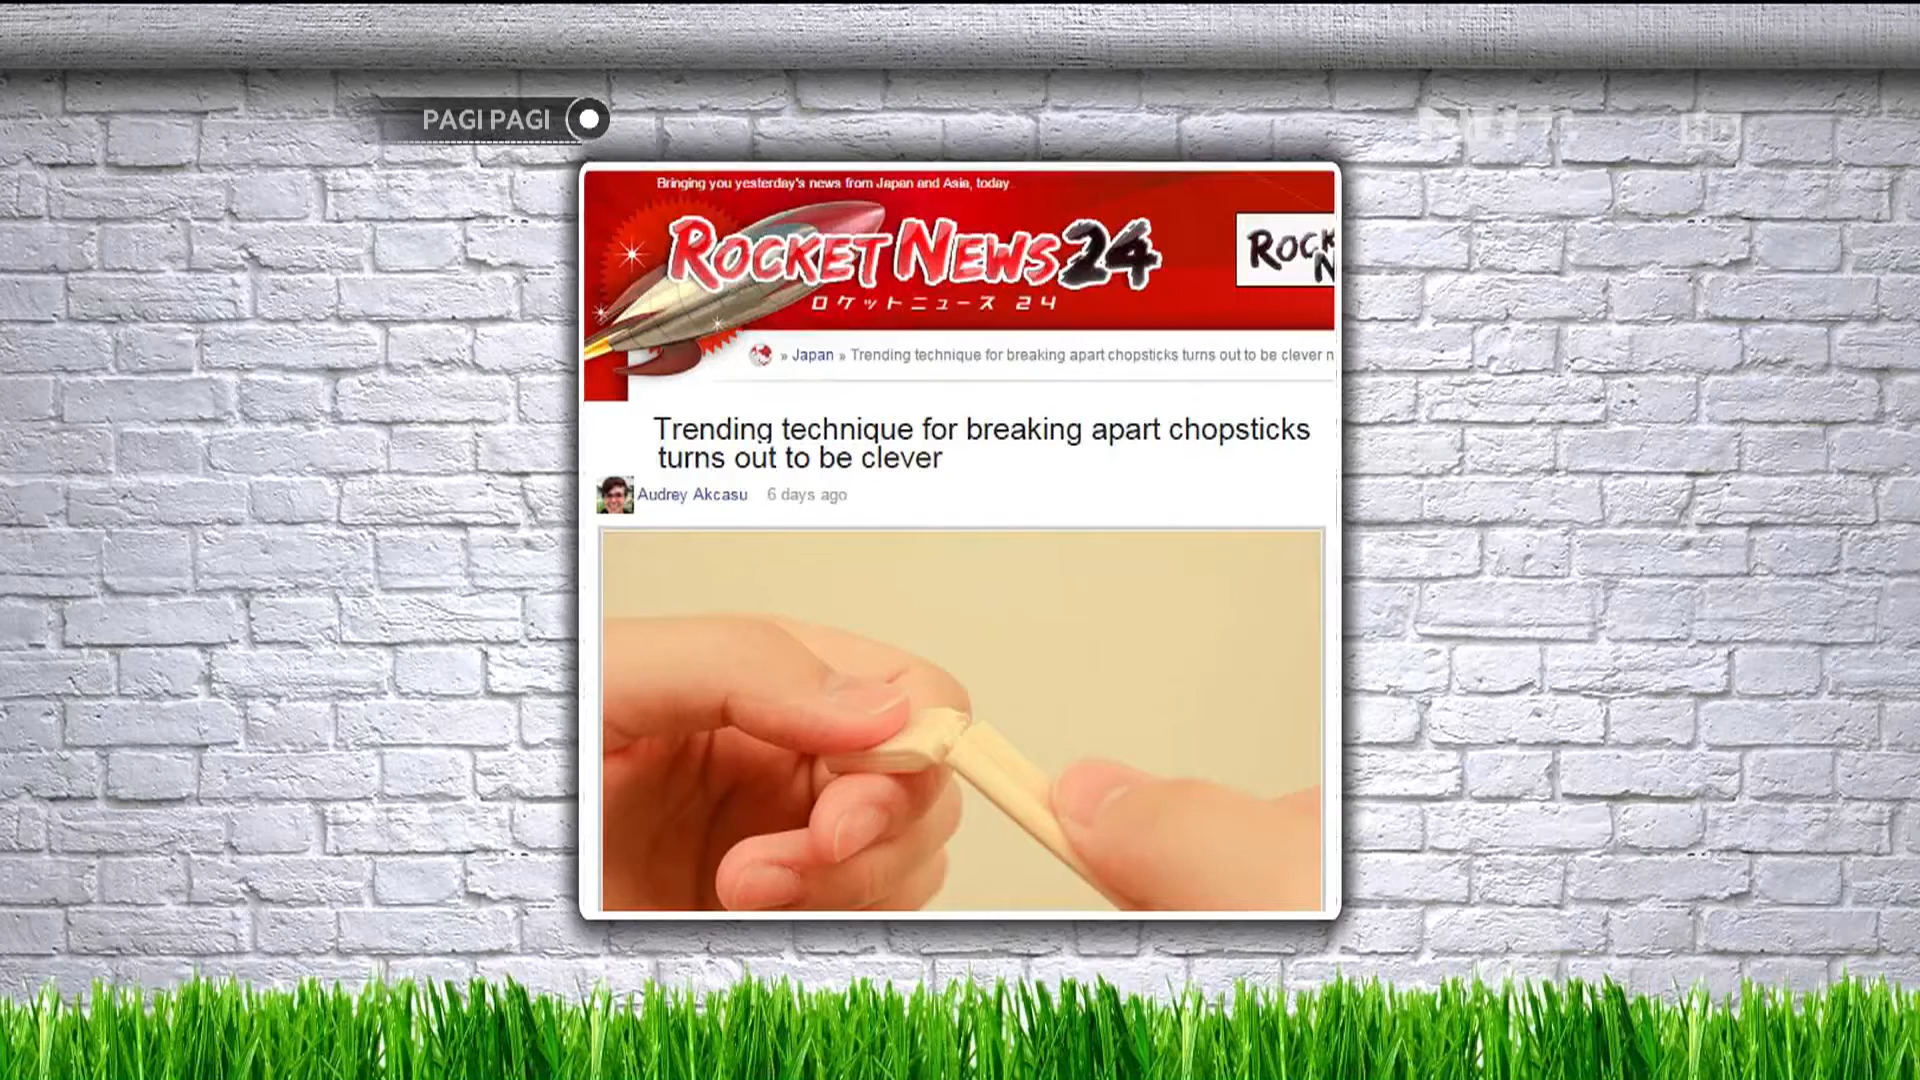 PAGI PAGI
Bringing you yesterday's news from Japan and Asia, today.
ROCKET NEWS24
ロケットニュース 24
» Japan » Trending technique for breaking apart chopsticks turns out to be clever n
Trending technique for breaking apart chopsticks
turns out to be clever
Audrey Akcasu 6 days ago